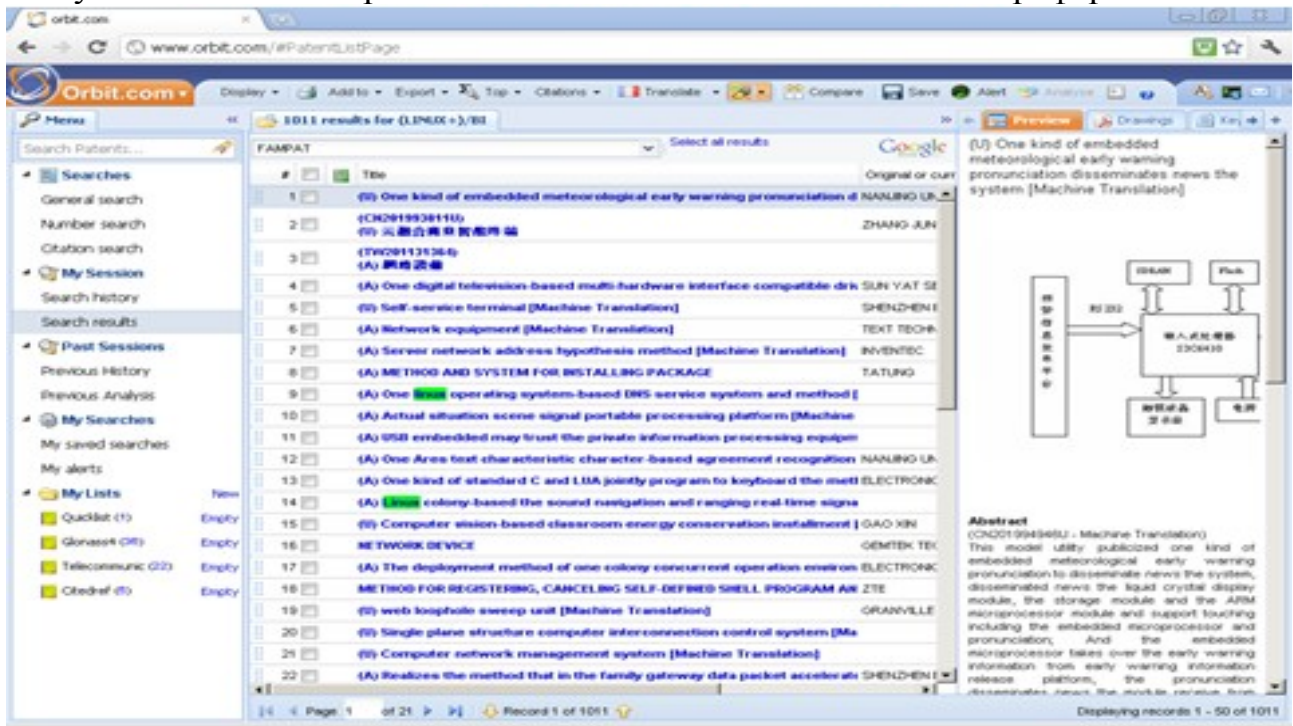 orbit.com
www.orbit.com/#PatentListPage
Orbit.com
Display
Add to
Export
Top
Citations
Translate
Compare
Save
Alert
Analyse
Menu
1011 results for (LINUX+)/BI
Preview
Drawings
Key
Search Patents...
FAMPAT
Select all results
Google
Searches
General search
Number search
Citation search
My Session
Search history
Search results
Past Sessions
Previous History
Previous Analysis
My Searches
My saved searches
My alerts
My Lists New
Quicklist (1) Empty
Glonass4 Empty
Telecommunic (22) Empty
Citedref Empty
# Title Original or curr
1 (U) One kind of embedded meteorological early warning pronunciation d NANJING UN
2 (CN201993811U) ZHANG JUN
3 (TW201131364)
4 (A) One digital television-based multi-hardware interface compatible driv SUN YAT SE
5 (U) Self-service terminal [Machine Translation] SHENZHEN
6 (A) Network equipment [Machine Translation] TEXT TECHN
7 (A) Server network address hypothesis method [Machine Translation] INVENTEC
8 (A) METHOD AND SYSTEM FOR INSTALLING PACKAGE TATUNG
9 (A) One linux operating system-based DNS service system and method [
10 (A) Actual situation scene signal portable processing platform [Machine
11 (A) USB embedded may trust the private information processing equipm
12 (A) One Ares text characteristic character-based agreement recognition NANJING UN
13 (A) One kind of standard C and LUA jointly program to keyboard the meth ELECTRONIC
14 (A) Linux colony-based the sound navigation and ranging real-time signa
15 (U) Computer vision-based classroom energy conservation installment [ GAO XIN
16 NETWORK DEVICE GEMTEK TEC
17 (A) The deployment method of one colony concurrent operation environ ELECTRONIC
18 METHOD FOR REGISTERING, CANCELING SELF-DEFINED SHELL PROGRAM AN ZTE
19 (U) web loophole sweep unit [Machine Translation] GRANVILLE
20 (U) Single plane structure computer interconnection control system [Ma
21 (U) Computer network management system [Machine Translation]
22 (A) Realizes the method that in the family gateway data packet accelerate SHENZHEN
Page 1 of 21
Record 1 of 1011
Displaying records 1 - 50 of 1011
(U) One kind of embedded
meteorological early warning
pronunciation disseminates news the
system [Machine Translation]
SDRAM
Flash
Abstract
(CN201994946U - Machine Translation)
This model utility publicized one kind of
embedded meteorological early warning
pronunciation to disseminate news the system,
disseminated news the liquid crystal display
module, the storage module and the ARM
microprocessor module and support touching
including the embedded microprocessor and
pronunciation; And the embedded
microprocessor takes over the early warning
information from early warning information
release platform, the pronunciation
disseminates news the module receive from